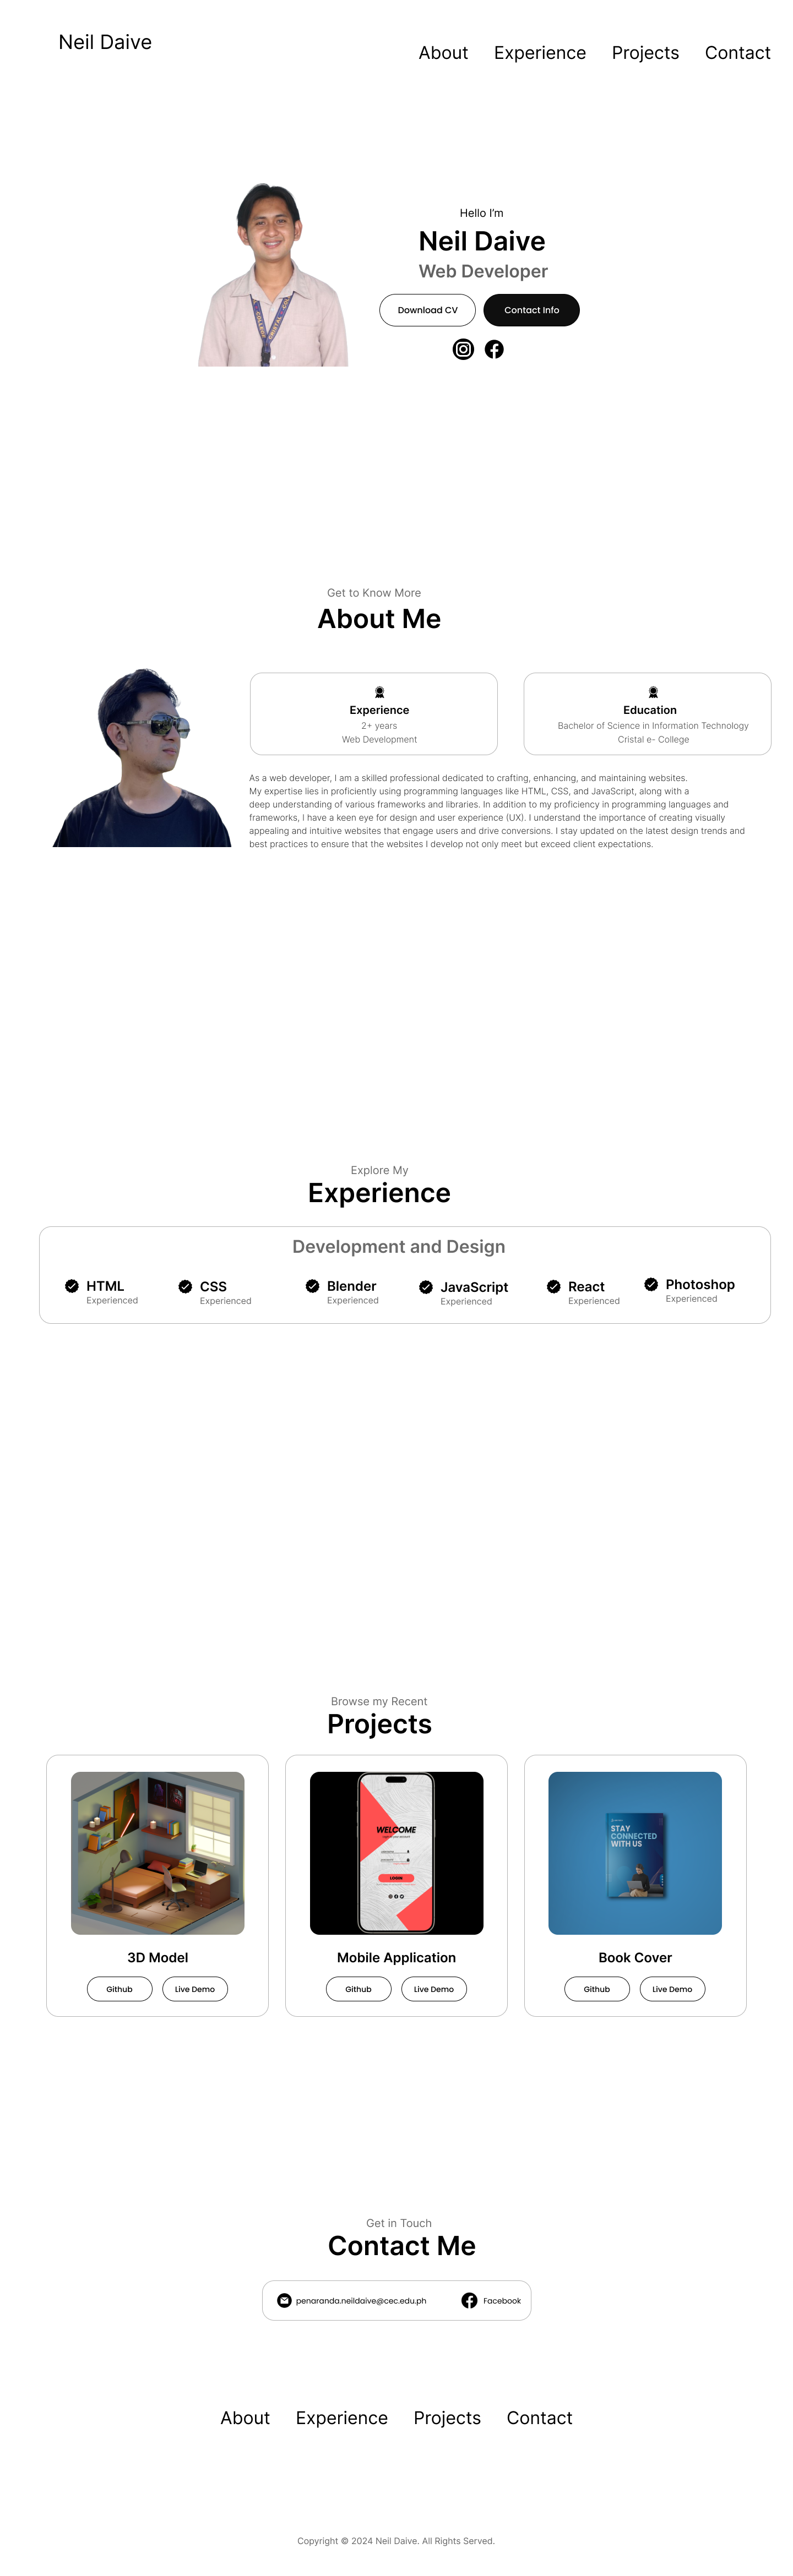 Neil Daive
About Experience Projects Contact
Hello I'm
Neil Daive
Web Developer
Download CV Contact Info
Get to Know More
About Me
Experience
2+ years
Web Development
Education
Bachelor of Science in Information Technology
Cristal e- College
As a web developer, I am a skilled professional dedicated to crafting, enhancing, and maintaining websites.
My expertise lies in proficiently using programming languages like HTML, CSS, and JavaScript, along with a
deep understanding of various frameworks and libraries. In addition to my proficiency in programming languages and
frameworks, I have a keen eye for design and user experience (UX). I understand the importance of creating visually
appealing and intuitive websites that engage users and drive conversions. I stay updated on the latest design trends and
best practices to ensure that the websites I develop not only meet but exceed client expectations.
Explore My
Experience
Development and Design
HTML
Experienced
CSS
Experienced
Blender
Experienced
JavaScript
Experienced
React
Experienced
Photoshop
Experienced
Browse my Recent
Projects
3D Model
Github Live Demo
WELCOME
LOGIN
Mobile Application
Github Live Demo
STAY
CONNECTED
WITH US
Book Cover
Github Live Demo
Get in Touch
Contact Me
penaranda.neildaive@cec.edu.ph Facebook
About Experience Projects Contact
Copyright © 2024 Neil Daive. All Rights Served.